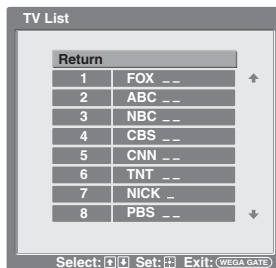 TV List
Return
1 FOX _ _
2 ABC _ _
3 NBC _ _
4 CBS _ _
5 CNN _ _
6 TNT _ _
7 NICK _
8 PBS _ _
Select: Set: Exit: WEGA GATE